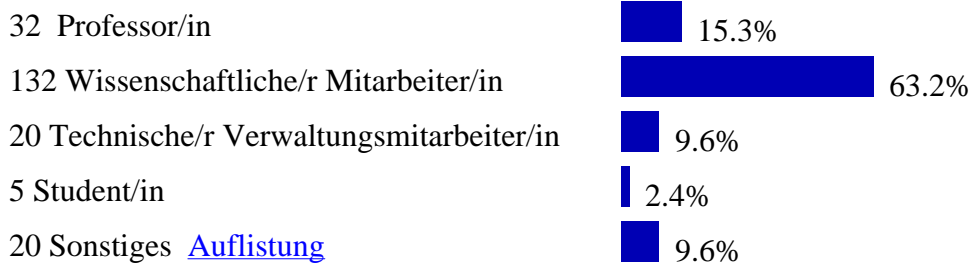 32 Professor/in 15.3%
132 Wissenschaftliche/r Mitarbeiter/in 63.2%
20 Technische/r Verwaltungsmitarbeiter/in 9.6%
5 Student/in 2.4%
20 Sonstiges Auflistung 9.6%